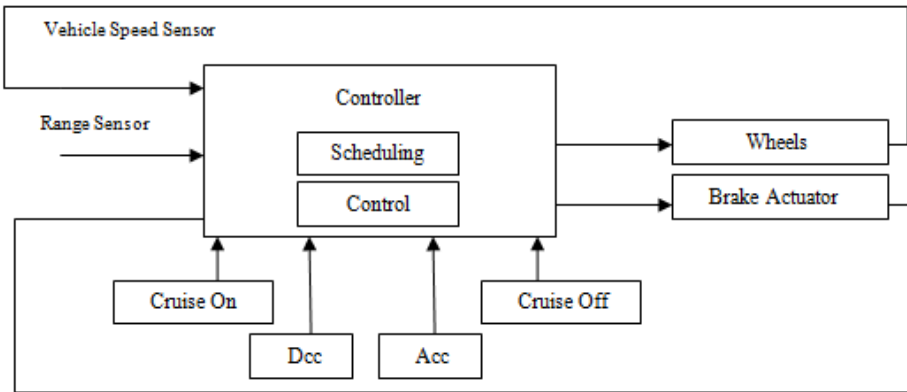 Vehicle Speed Sensor
Controller
Range Sensor
Scheduling
Wheels
Control
Brake Actuator
Cruise On
Cruise Off
Dcc
Acc